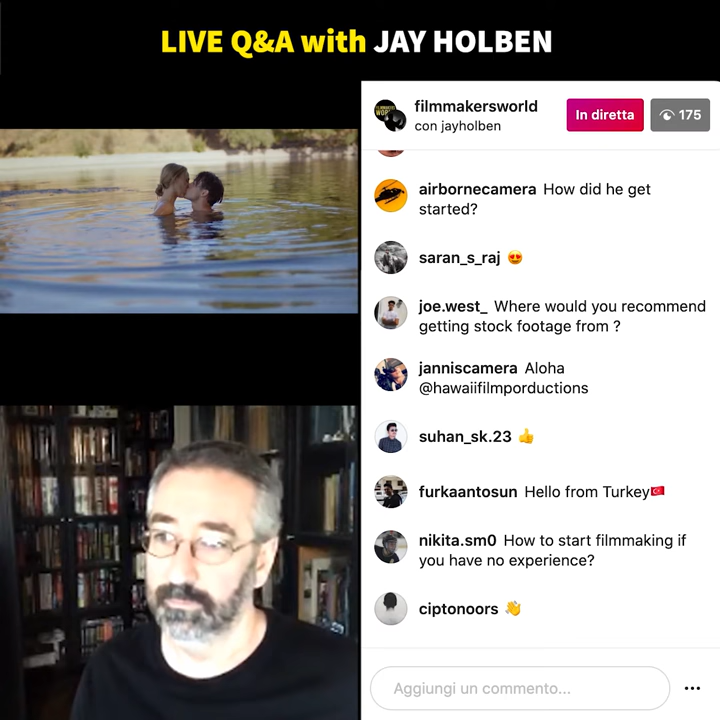 LIVE Q&A with JAY HOLBEN
filmmakersworld
con jayholben
In diretta
175
airbornecamera How did he get
started?
saran_s_raj 😍
joe.west_ Where would you recommend
getting stock footage from ?
janniscamera Aloha
@hawaiifilmporductions
suhan_sk.23 👍
furkaantosun Hello from Turkey🇹🇷
nikita.sm0 How to start filmmaking if
you have no experience?
ciptonoors 👋
Aggiungi un commento...